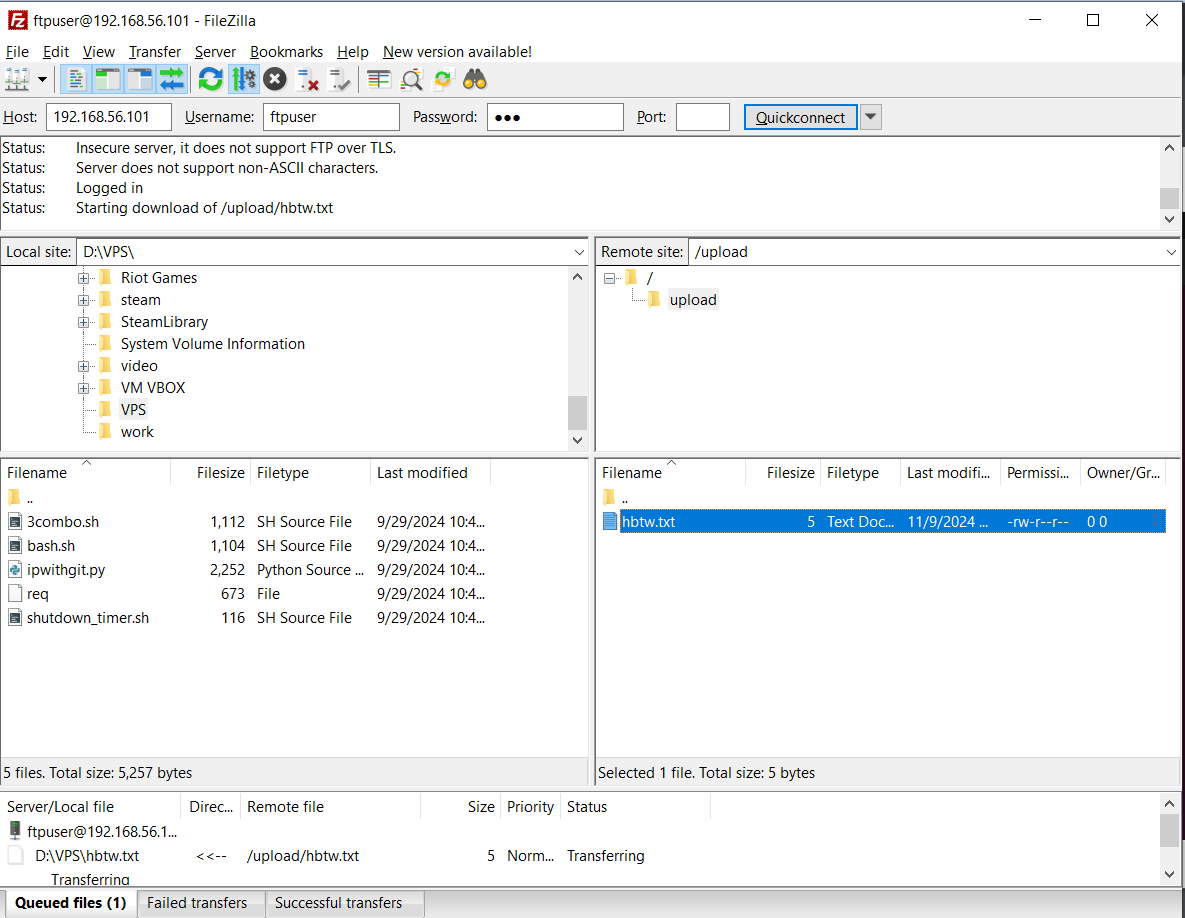 ftpuser@192.168.56.101 - FileZilla
File Edit View Transfer Server Bookmarks Help New version available!
Host: 192.168.56.101 Username: ftpuser Password: ●●● Port: Quickconnect
Status: Insecure server, it does not support FTP over TLS.
Status: Server does not support non-ASCII characters.
Status: Logged in
Status: Starting download of /upload/hbtw.txt
Local site: D:\VPS\
Riot Games
steam
SteamLibrary
System Volume Information
video
VM VBOX
VPS
work
Remote site: /upload
/
upload
Filename Filesize Filetype Last modified
..
3combo.sh 1,112 SH Source File 9/29/2024 10:4...
bash.sh 1,104 SH Source File 9/29/2024 10:4...
ipwithgit.py 2,252 Python Source ... 9/29/2024 10:4...
req 673 File 9/29/2024 10:4...
shutdown_timer.sh 116 SH Source File 9/29/2024 10:4...
5 files. Total size: 5,257 bytes
Filename Filesize Filetype Last modifi... Permissi... Owner/Gr...
..
hbtw.txt 5 Text Doc... 11/9/2024 ... -rw-r--r-- 0 0
Selected 1 file. Total size: 5 bytes
Server/Local file Direc... Remote file Size Priority Status
ftpuser@192.168.56.1...
D:\VPS\hbtw.txt <<-- /upload/hbtw.txt 5 Norm... Transferring
Transferring
Queued files (1) Failed transfers Successful transfers